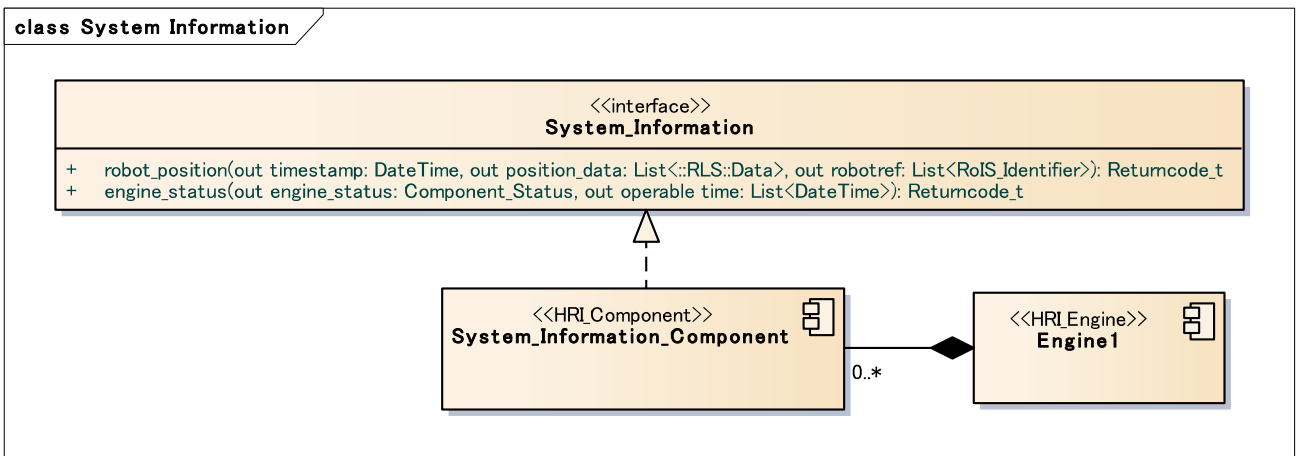 class System Information
<<interface>>
System_Information
+ robot_position(out timestamp: DateTime, out position_data: List<::RLS::Data>, out robotref: List<RoIS_Identifier>): Returncode_t
+ engine_status(out engine_status: Component_Status, out operable time: List<DateTime>): Returncode_t
<<HRI_Component>>
System_Information_Component
<<HRI_Engine>>
Engine1
0..*